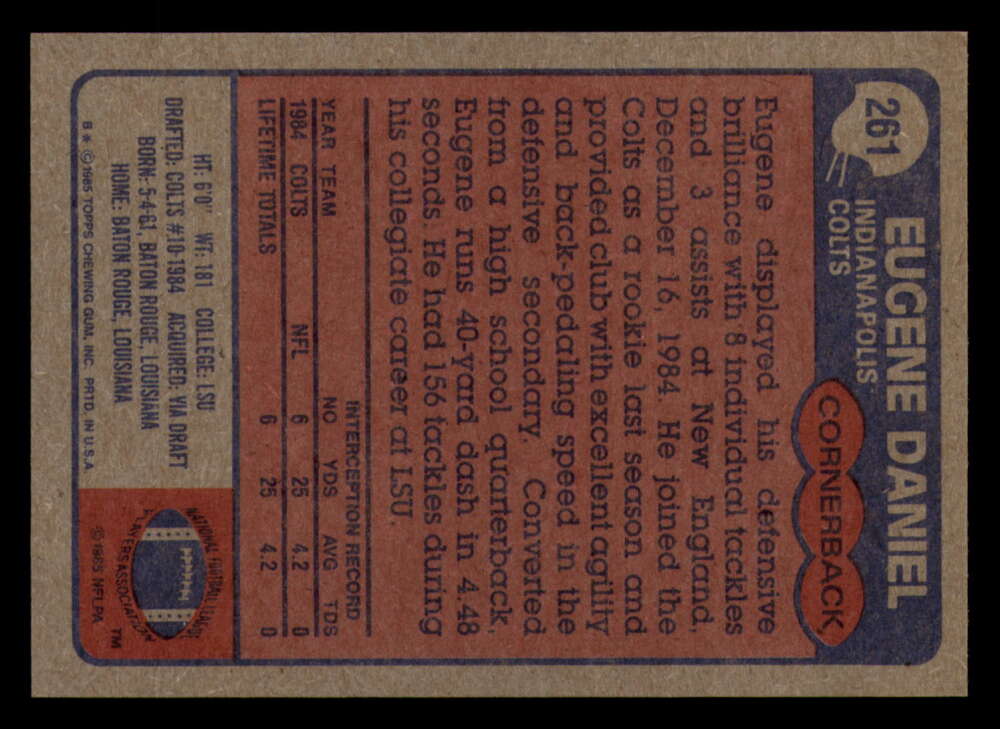 261
EUGENE DANIEL
INDIANAPOLIS
COLTS
CORNERBACK
Eugene displayed his defensive
brilliance with 8 individual tackles
and 3 assists at New England,
December 16, 1984. He joined the
Colts as a rookie last season and
provided club with excellent agility
and back-pedaling speed in the
defensive secondary. Converted
from a high school quarterback,
Eugene runs 40-yard dash in 4.48
seconds. He had 156 tackles during
his collegiate career at LSU.
INTERCEPTION RECORD
YEAR TEAM NO YDS AVG TDS
1984 COLTS NFL 6 25 4.2 0
LIFETIME TOTALS 6 25 4.2 0
HT: 6'0" WT: 181 COLLEGE: LSU
DRAFTED: COLTS #10-1984 ACQUIRED: VIA DRAFT
BORN: 5-4-61, BATON ROUGE, LOUISIANA
HOME: BATON ROUGE, LOUISIANA
B* ©1985 TOPPS CHEWING GUM, INC. PRTD. IN U.S.A
NATIONAL FOOTBALL LEAGUE
PLAYERS ASSOCIATION
TM
© 1985 NFLPA